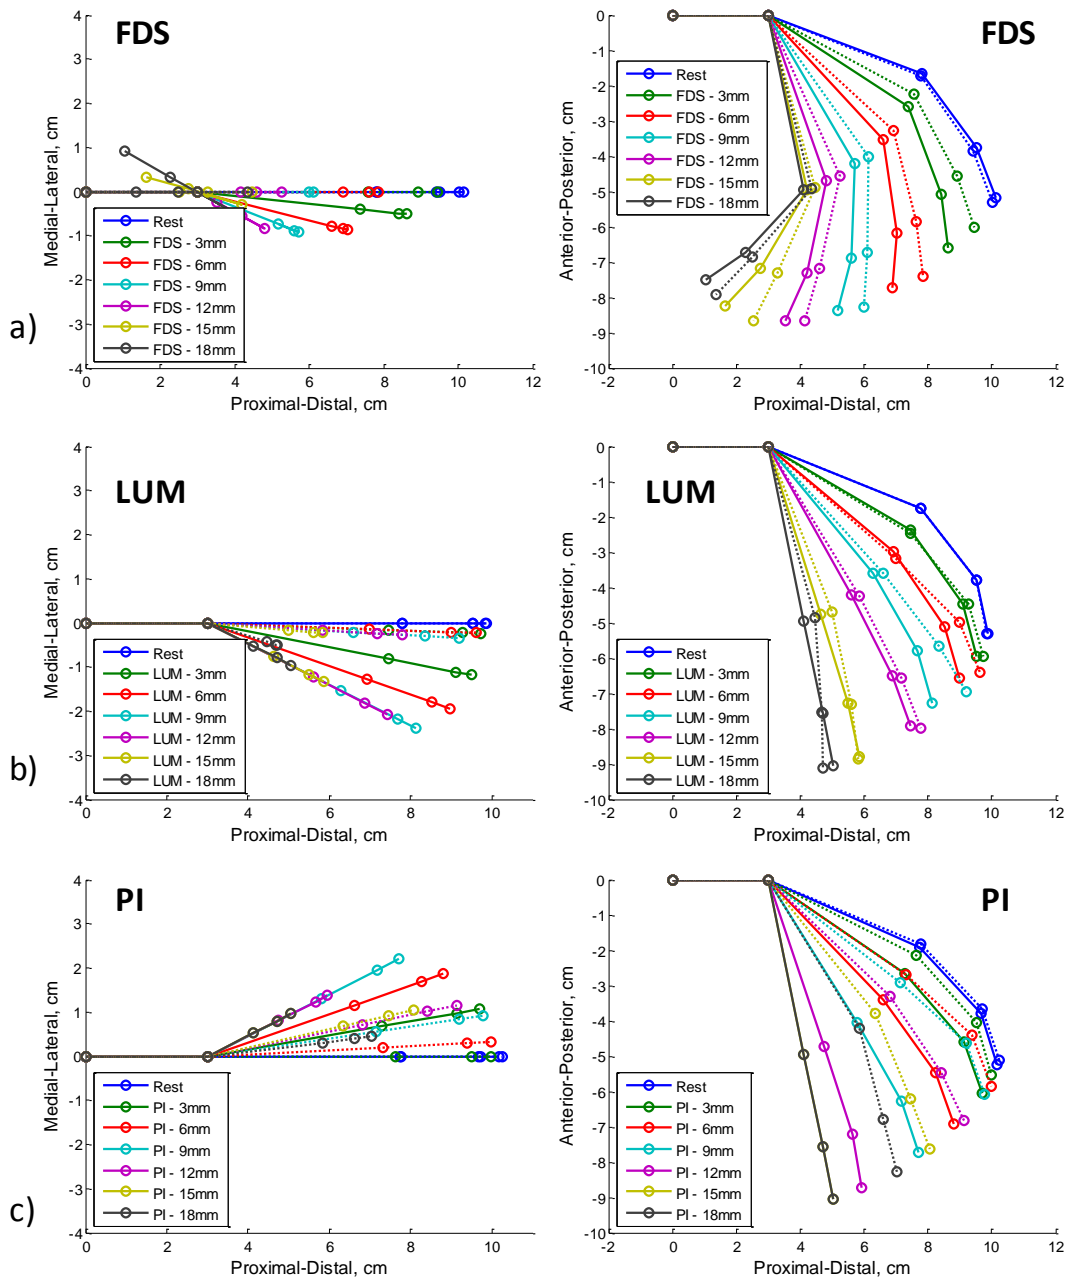 a)
FDS
Medial-Lateral, cm
4
3
2
1
0
-1
-2
-3
-4
Rest
FDS - 3mm
FDS - 6mm
FDS - 9mm
FDS - 12mm
FDS - 15mm
FDS - 18mm
0 2 4 6 8 10 12
Proximal-Distal, cm
FDS
Anterior-Posterior, cm
0
-1
-2
-3
-4
-5
-6
-7
-8
-9
-10
Rest
FDS - 3mm
FDS - 6mm
FDS - 9mm
FDS - 12mm
FDS - 15mm
FDS - 18mm
-2 0 2 4 6 8 10 12
Proximal-Distal, cm
b)
LUM
Medial-Lateral, cm
4
3
2
1
0
-1
-2
-3
-4
Rest
LUM - 3mm
LUM - 6mm
LUM - 9mm
LUM - 12mm
LUM - 15mm
LUM - 18mm
0 2 4 6 8 10
Proximal-Distal, cm
LUM
Anterior-Posterior, cm
0
-1
-2
-3
-4
-5
-6
-7
-8
-9
-10
Rest
LUM - 3mm
LUM - 6mm
LUM - 9mm
LUM - 12mm
LUM - 15mm
LUM - 18mm
-2 0 2 4 6 8 10 12
Proximal-Distal, cm
c)
PI
Medial-Lateral, cm
4
3
2
1
0
-1
-2
-3
-4
Rest
PI - 3mm
PI - 6mm
PI - 9mm
PI - 12mm
PI - 15mm
PI - 18mm
0 2 4 6 8 10
Proximal-Distal, cm
PI
Anterior-Posterior, cm
0
-1
-2
-3
-4
-5
-6
-7
-8
-9
-10
Rest
PI - 3mm
PI - 6mm
PI - 9mm
PI - 12mm
PI - 15mm
PI - 18mm
-2 0 2 4 6 8 10 12
Proximal-Distal, cm